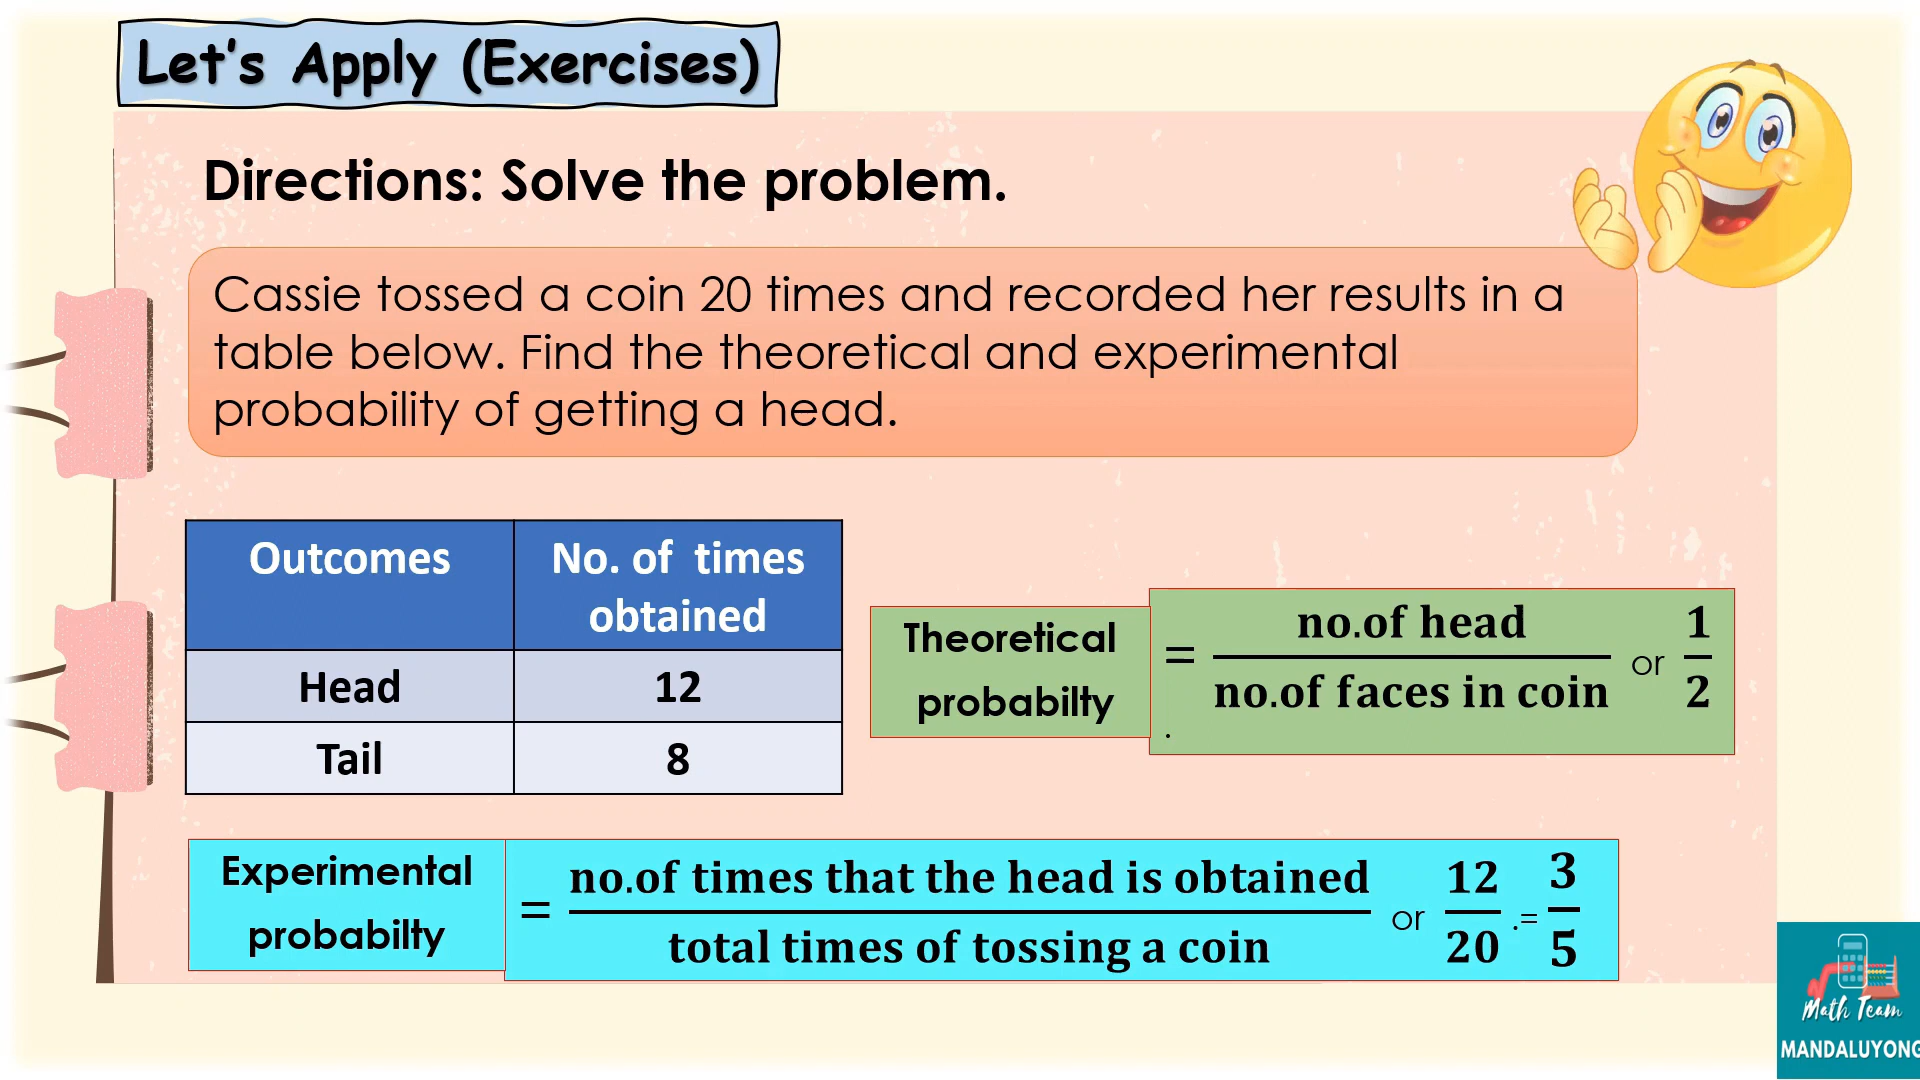 Let's Apply (Exercises)
Directions: Solve the problem.
Cassie tossed a coin 20 times and recorded her results in a
table below. Find the theoretical and experimental
probability of getting a head.
Outcomes
No. of times
obtained
Head
12
Tail
8
Theoretical
probabilty
= no.of head / no.of faces in coin or 1/2
.
Experimental
probabilty
= no.of times that the head is obtained / total times of tossing a coin or 12/20 .= 3/5
Math Team
MANDALUYONG